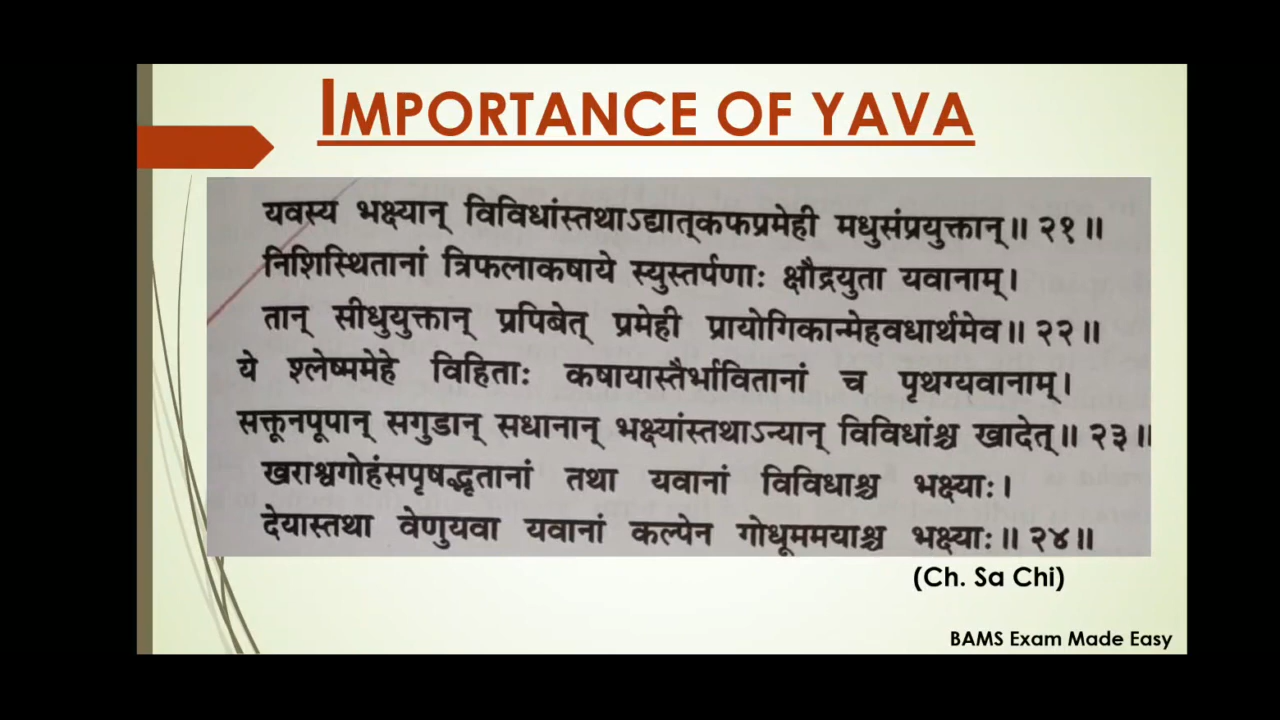 IMPORTANCE OF YAVA
यवस्य भक्ष्यान् विविधांस्तथाऽद्यात्कफप्रमेही मधुसंप्रयुक्तान्॥ २१॥
निशिस्थितानां त्रिफलाकषाये स्युस्तर्पणाः क्षौद्रयुता यवानाम्।
तान् सीधुयुक्तान् प्रपिबेत् प्रमेही प्रायोगिकान्मेहवधार्थमेव॥ २२॥
ये श्लेष्ममेहे विहिताः कषायास्तैर्भावितानां च पृथग्यवानाम्।
सक्तूनपूपान् सगुडान् सधानान् भक्ष्यांस्तथाऽन्यान् विविधांश्च खादेत्॥ २३॥
खराश्वगोहंसपृषद्भृतानां तथा यवानां विविधाश्च भक्ष्याः।
देयास्तथा वेणुयवा यवानां कल्पेन गोधूममयाश्च भक्ष्याः॥ २४॥
(Ch. Sa Chi)
BAMS Exam Made Easy